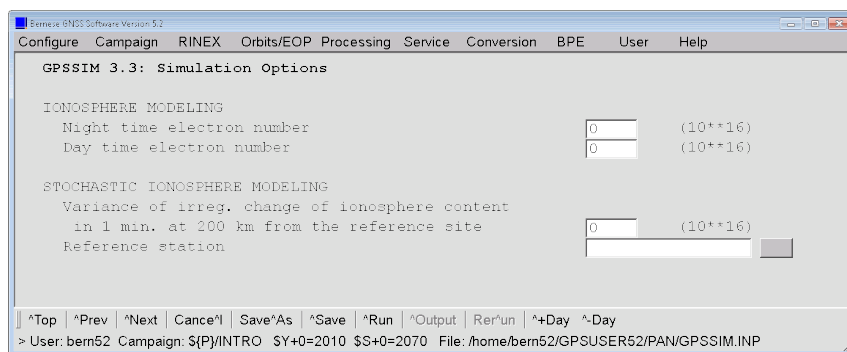 Bernese GNSS Software Version 5.2
Configure Campaign RINEX Orbits/EOP Processing Service Conversion BPE User Help
GPSSIM 3.3: Simulation Options
IONOSPHERE MODELING
Night time electron number 0 (10**16)
Day time electron number 0 (10**16)
STOCHASTIC IONOSPHERE MODELING
Variance of irreg. change of ionosphere content
in 1 min. at 200 km from the reference site 0 (10**16)
Reference station
^Top | ^Prev | ^Next | Cance^l | Save^As | ^Save | ^Run | ^Output | Rer^un | ^+Day ^-Day
> User: bern52 Campaign: ${P}/INTRO $Y+0=2010 $S+0=2070 File: /home/bern52/GPSUSER52/PAN/GPSSIM.INP